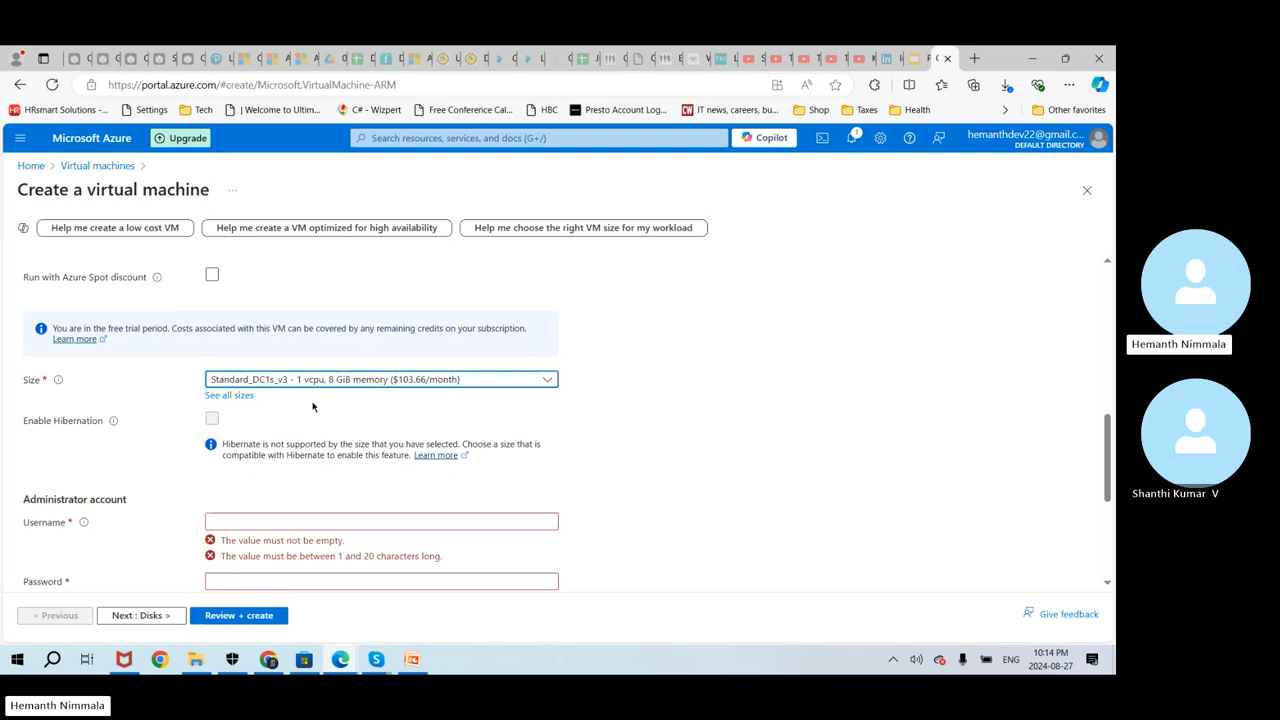 https://portal.azure.com/#create/Microsoft.VirtualMachine-ARM
HRsmart Solutions -... Settings Tech | Welcome to Ultim... C# - Wizpert Free Conference Cal... HBC Presto Account Log... IT news, careers, bu... Shop Taxes Health Other favorites
Microsoft Azure Upgrade Search resources, services, and docs (G+/) Copilot 1 hemanthdev22@gmail.c...
DEFAULT DIRECTORY
Home > Virtual machines >
Create a virtual machine ...
Help me create a low cost VM Help me create a VM optimized for high availability Help me choose the right VM size for my workload
Run with Azure Spot discount
You are in the free trial period. Costs associated with this VM can be covered by any remaining credits on your subscription.
Learn more
Size * Standard_DC1s_v3 - 1 vcpu, 8 GiB memory ($103.66/month)
See all sizes
Enable Hibernation
Hibernate is not supported by the size that you have selected. Choose a size that is
compatible with Hibernate to enable this feature. Learn more
Administrator account
Username *
The value must not be empty.
The value must be between 1 and 20 characters long.
Password *
< Previous Next : Disks > Review + create Give feedback
ENG 10:14 PM
2024-08-27
Hemanth Nimmala
Shanthi Kumar V
Hemanth Nimmala